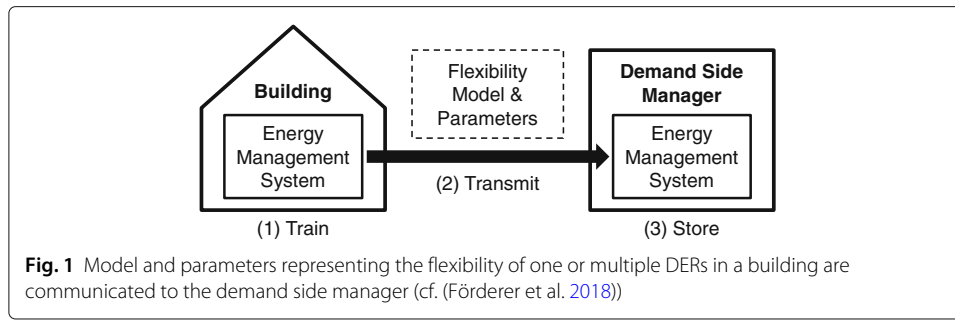 Building
Energy
Management
System
(1) Train
Flexibility
Model &
Parameters
(2) Transmit
Demand Side
Manager
Energy
Management
System
(3) Store
Fig. 1 Model and parameters representing the flexibility of one or multiple DERs in a building are
communicated to the demand side manager (cf. (Förderer et al. 2018))